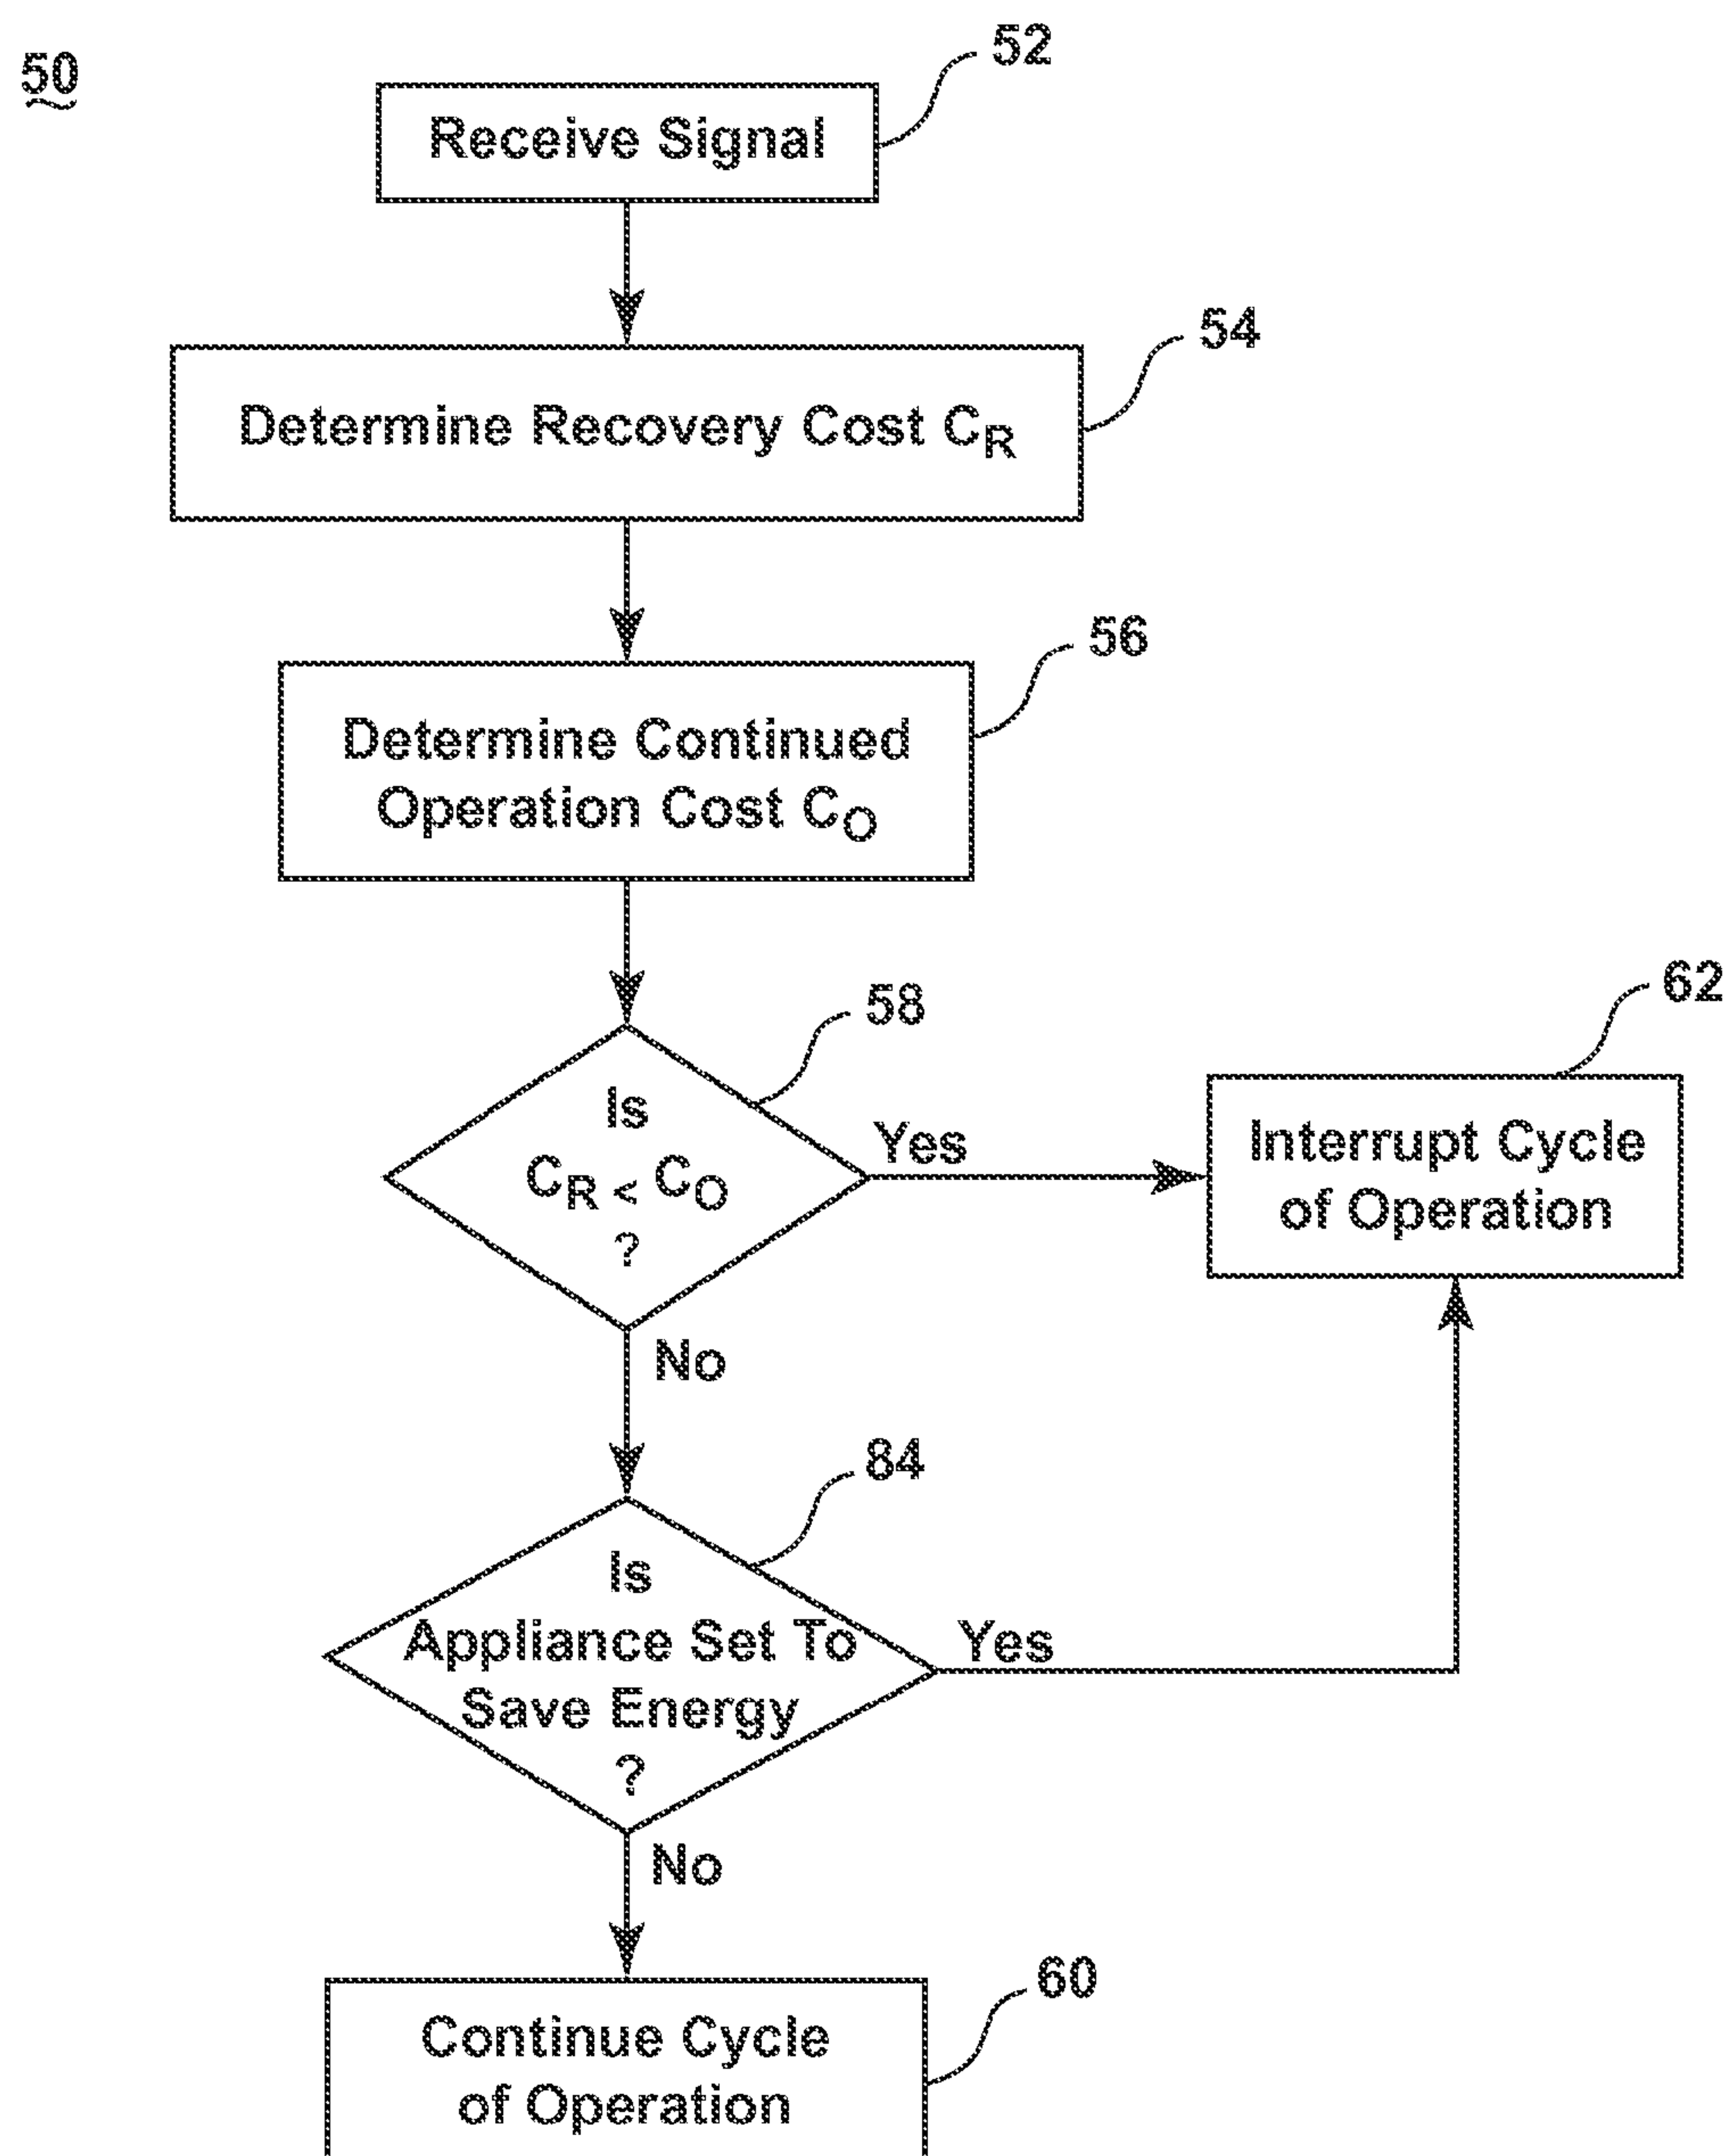 50
52
Receive Signal
54
Determine Recovery Cost CR
56
Determine Continued
Operation Cost CO
58
62
Is
CR < CO
?
Yes
Interrupt Cycle
of Operation
No
84
Is
Appliance Set To
Save Energy
?
Yes
No
60
Continue Cycle
of Operation